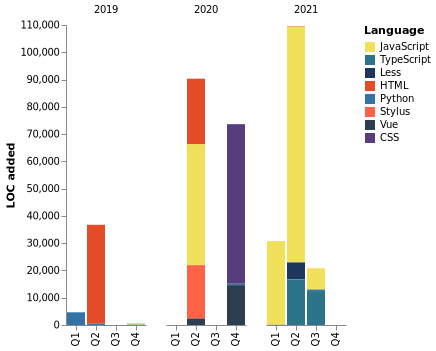 2019 2020 2021
Language
JavaScript
TypeScript
Less
HTML
Python
Stylus
Vue
CSS
LOC added
110,000
100,000
90,000
80,000
70,000
60,000
50,000
40,000
30,000
20,000
10,000
0
Q1 Q2 Q3 Q4 Q1 Q2 Q3 Q4 Q1 Q2 Q3 Q4